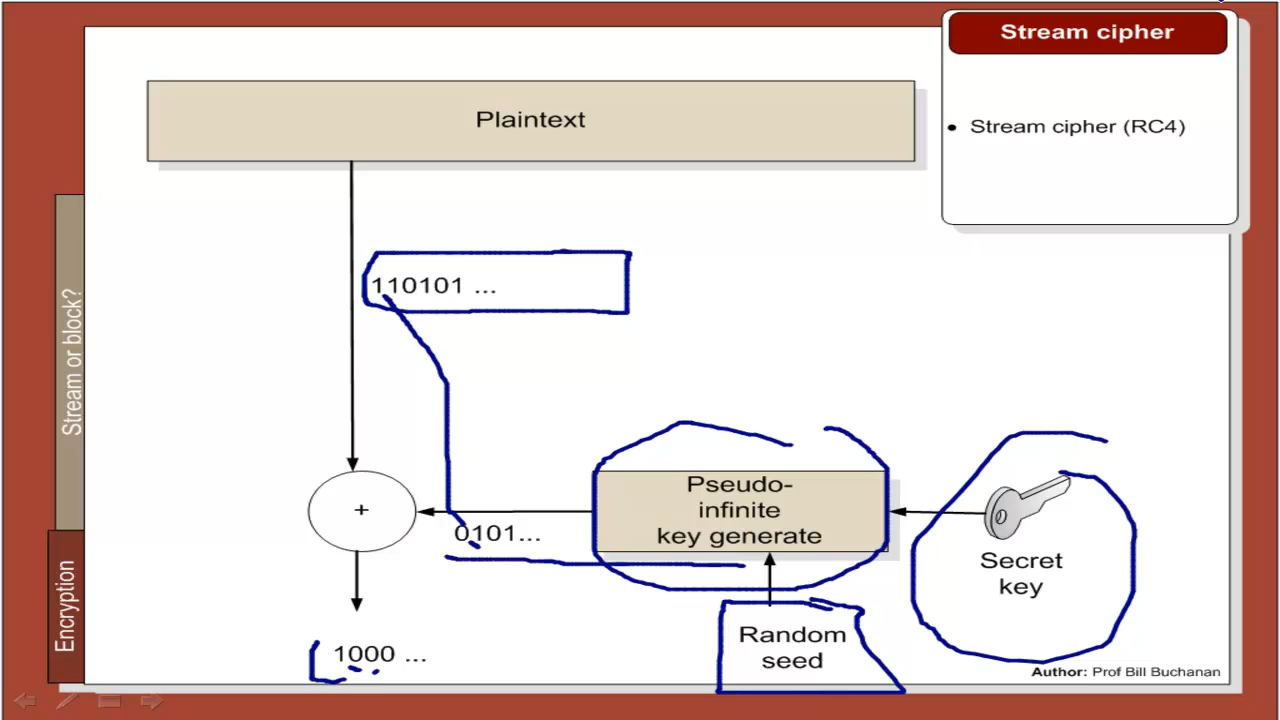 Stream cipher
• Stream cipher (RC4)
Plaintext
110101 ...
Pseudo-
infinite
key generate
+
0101...
Secret
key
Random
seed
1000 ...
Author: Prof Bill Buchanan
Stream or block?
Encryption